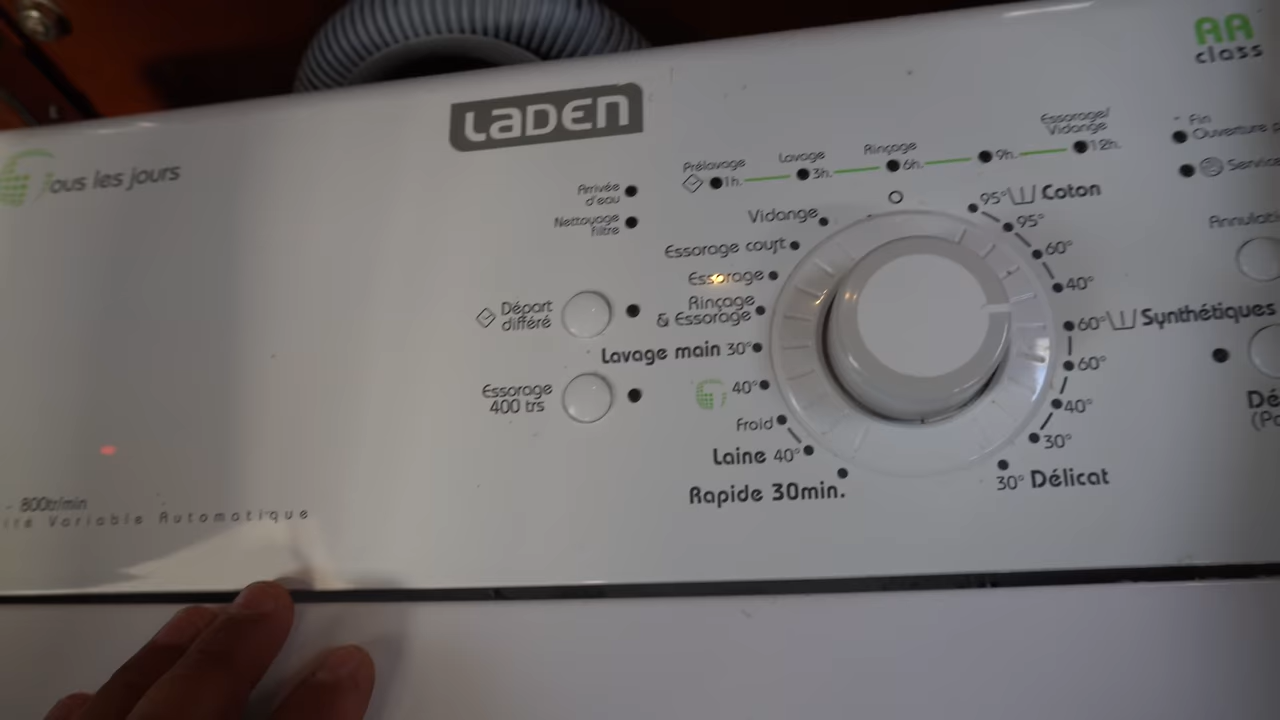 AA
class
LADEN
Tous les jours
Prélavage
Lavage
Rinçage
Essorage/
Vidange
1h.
3h.
6h.
9h.
12h.
Fin
Ouverture
Service
Arrivée
d'eau
Nettoyage
filtre
Vidange
Essorage court
Essorage
Rinçage
& Essorage
Lavage main 30°
40°
Froid
Laine 40°
Rapide 30min.
95° Coton
95°
60°
40°
60° Synthétiques
60°
40°
30°
30° Délicat
Départ
différé
Essorage
400 trs
- 800tr/min
Variable Automatique